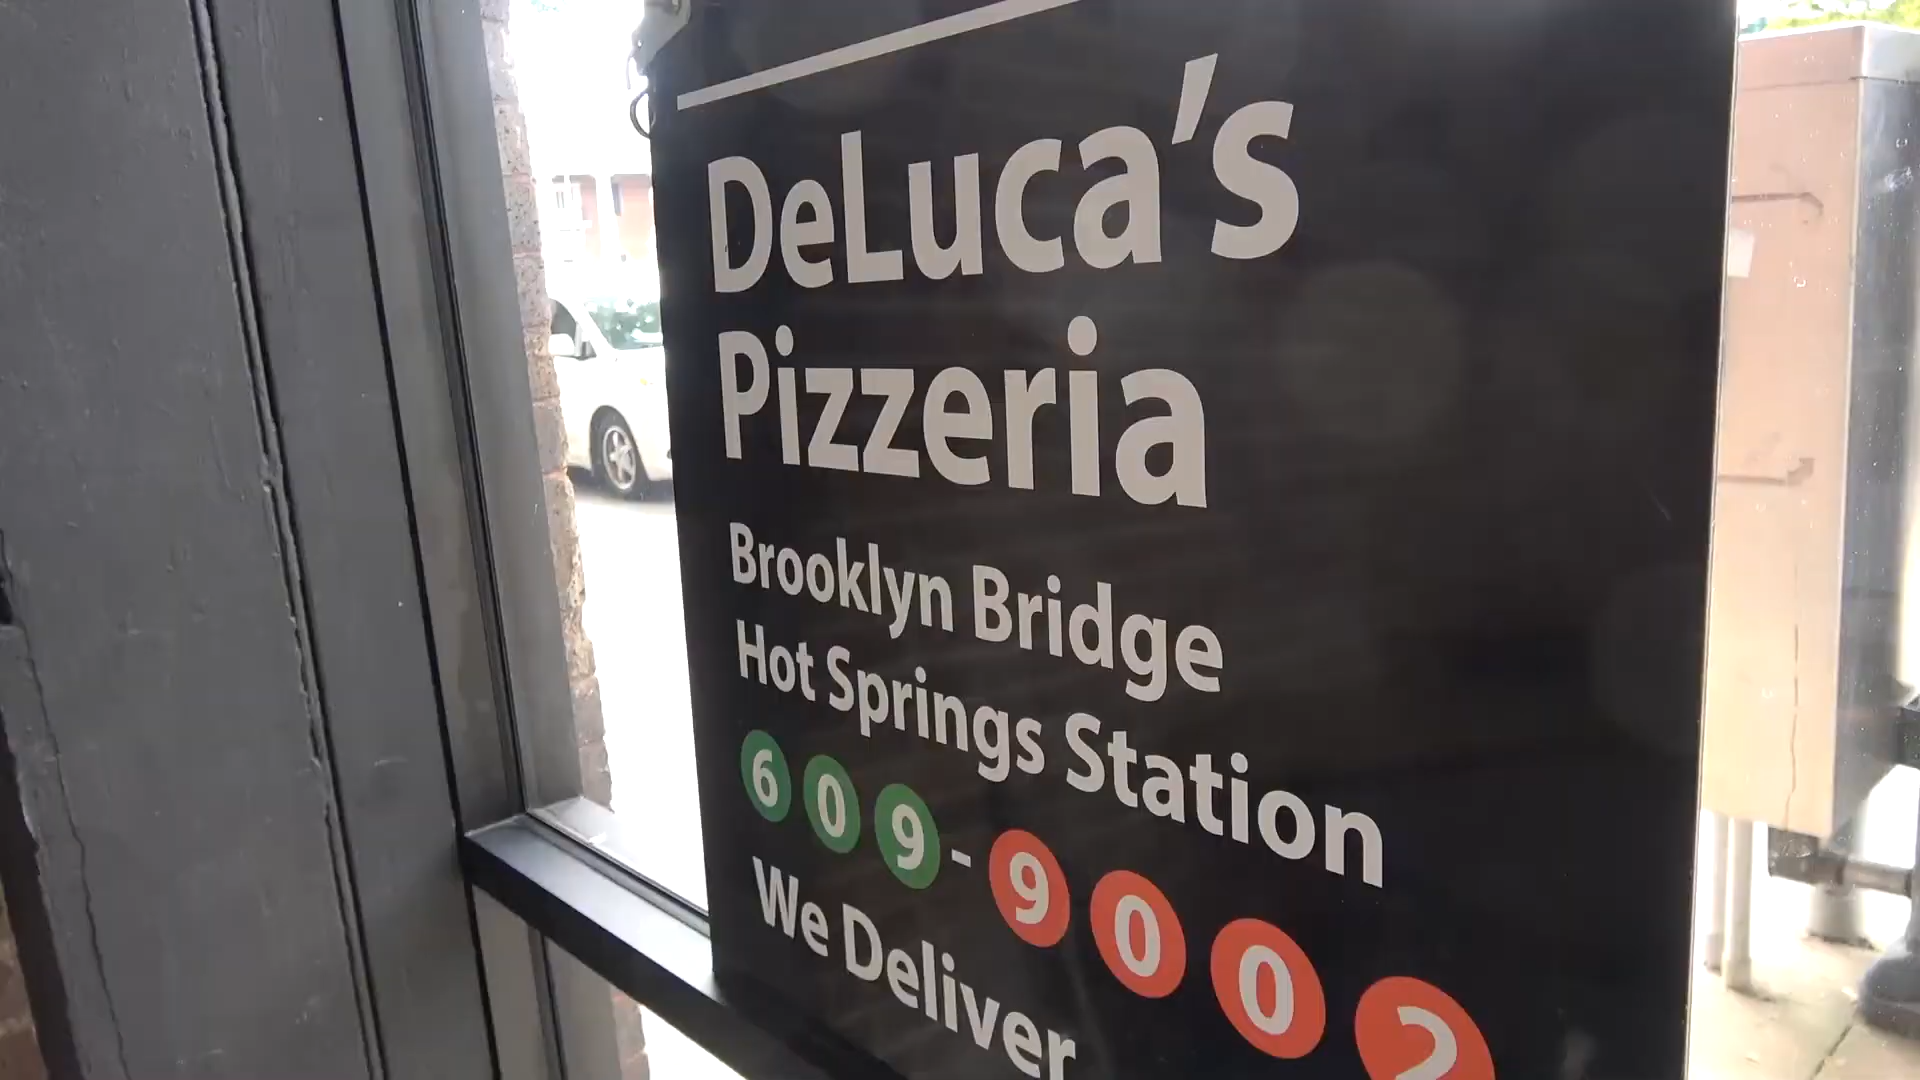 DeLuca's
Pizzeria
Brooklyn Bridge
Hot Springs Station
609-9002
We Deliver